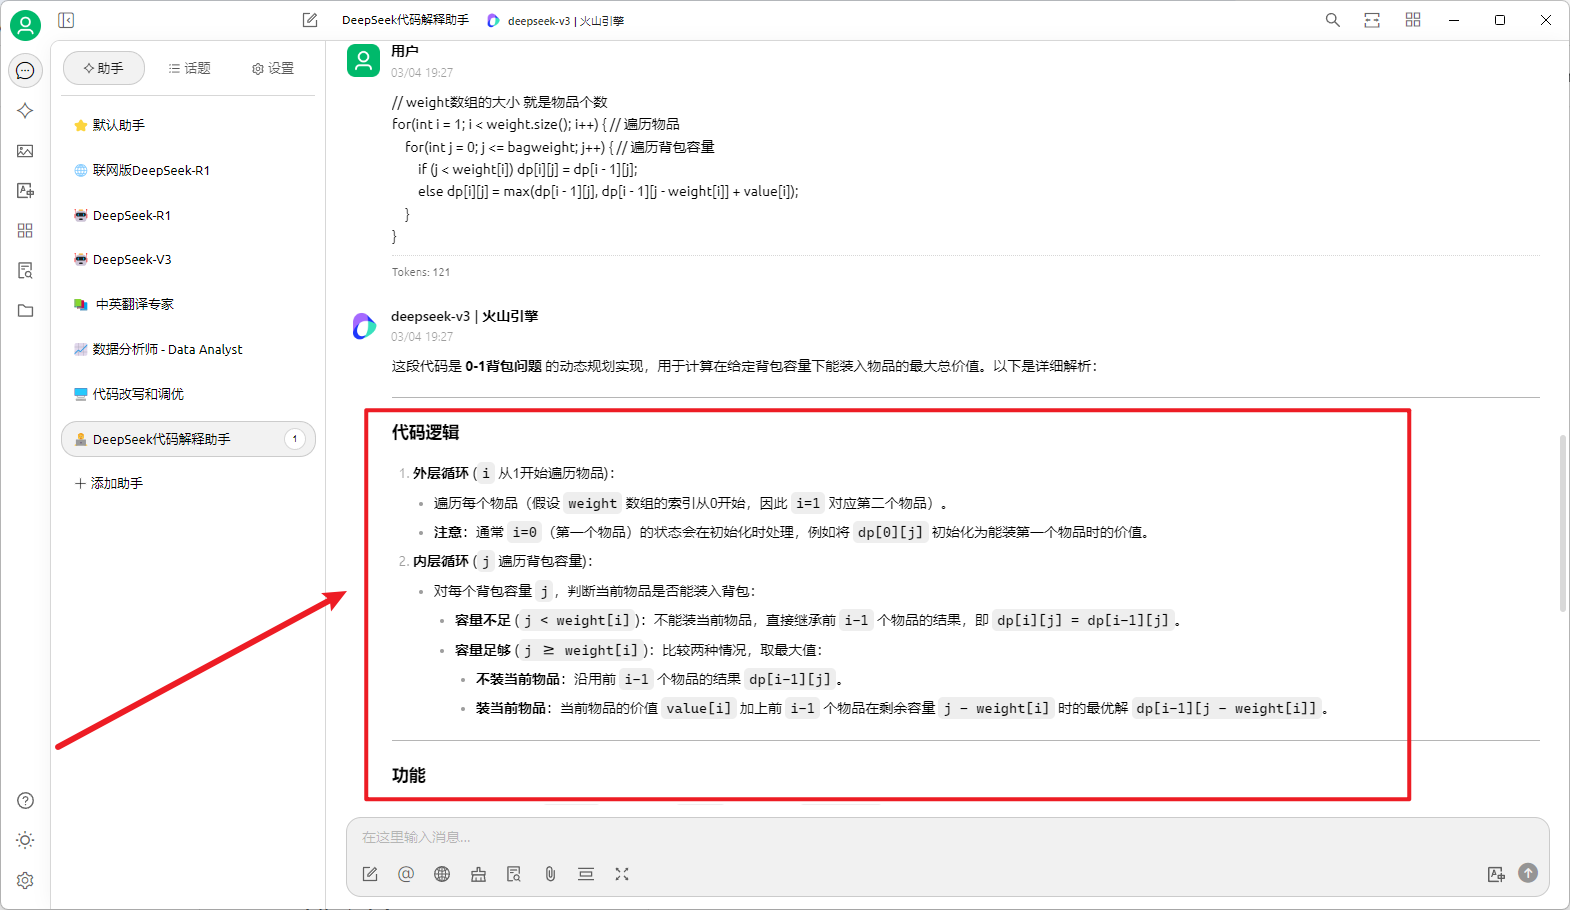 DeepSeek代码解释助手 deepseek-v3 | 火山引擎
助手 话题 设置
默认助手
联网版DeepSeek-R1
DeepSeek-R1
DeepSeek-V3
中英翻译专家
数据分析师 - Data Analyst
代码改写和调优
DeepSeek代码解释助手 1
添加助手
用户
03/04 19:27
// weight数组的大小 就是物品个数
for(int i = 1; i < weight.size(); i++) { // 遍历物品
for(int j = 0; j <= bagweight; j++) { // 遍历背包容量
if (j < weight[i]) dp[i][j] = dp[i - 1][j];
else dp[i][j] = max(dp[i - 1][j], dp[i - 1][j - weight[i]] + value[i]);
}
}
Tokens: 121
deepseek-v3 | 火山引擎
03/04 19:27
这段代码是 0-1背包问题 的动态规划实现，用于计算在给定背包容量下能装入物品的最大总价值。以下是详细解析：
代码逻辑
1. 外层循环 ( i 从1开始遍历物品)：
• 遍历每个物品（假设 weight 数组的索引从0开始，因此 i=1 对应第二个物品）。
• 注意：通常 i=0 （第一个物品）的状态会在初始化时处理，例如将 dp[0][j] 初始化为能装第一个物品时的价值。
2. 内层循环 ( j 遍历背包容量)：
• 对每个背包容量 j ，判断当前物品是否能装入背包：
• 容量不足 ( j < weight[i] )：不能装当前物品，直接继承前 i-1 个物品的结果，即 dp[i][j] = dp[i-1][j] 。
• 容量足够 ( j ≥ weight[i] )：比较两种情况，取最大值：
• 不装当前物品：沿用前 i-1 个物品的结果 dp[i-1][j] 。
• 装当前物品：当前物品的价值 value[i] 加上前 i-1 个物品在剩余容量 j - weight[i] 时的最优解 dp[i-1][j - weight[i]] 。
功能
在这里输入消息...